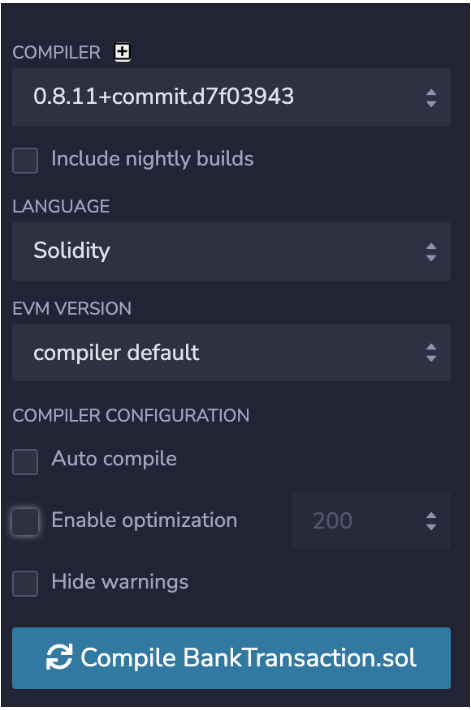 COMPILER
0.8.11+commit.d7f03943
Include nightly builds
LANGUAGE
Solidity
EVM VERSION
compiler default
COMPILER CONFIGURATION
Auto compile
Enable optimization 200
Hide warnings
Compile BankTransaction.sol